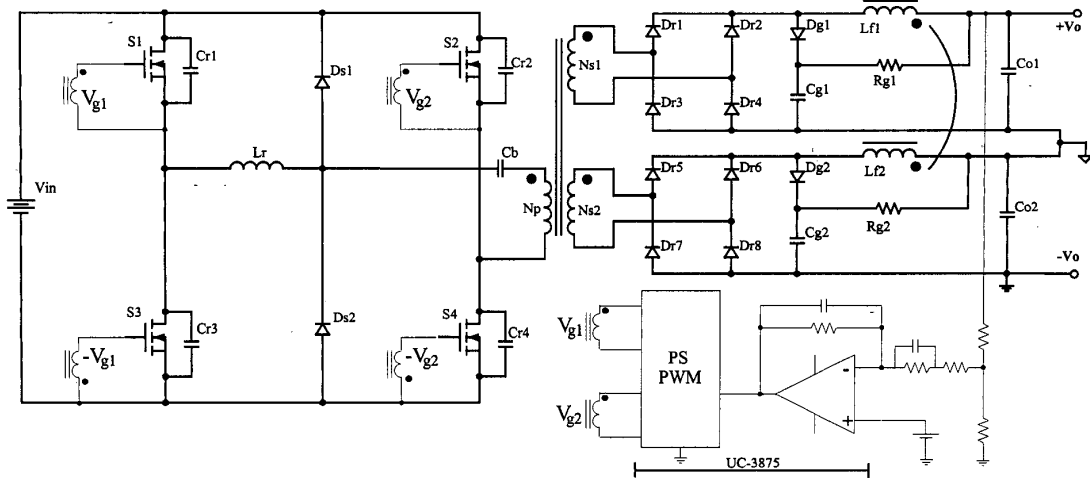 S1
Cr1
Vg1
S2
Cr2
Vg2
Ds1
Lr
Cb
Vin
Np
Ns1
Ns2
Dr1
Dr2
Dg1
Lf1
+Vo
Rg1
Co1
Dr3
Dr4
Cg1
Dr5
Dr6
Dg2
Lf2
Rg2
Co2
Dr7
Dr8
Cg2
-Vo
S3
Cr3
-Vg1
Ds2
S4
Cr4
-Vg2
Vg1
Vg2
PS
PWM
-
+
UC-3875